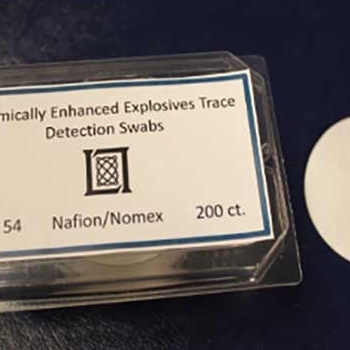 mically Enhanced Explosives Trace
Detection Swabs
54 Nafion/Nomex 200 ct.